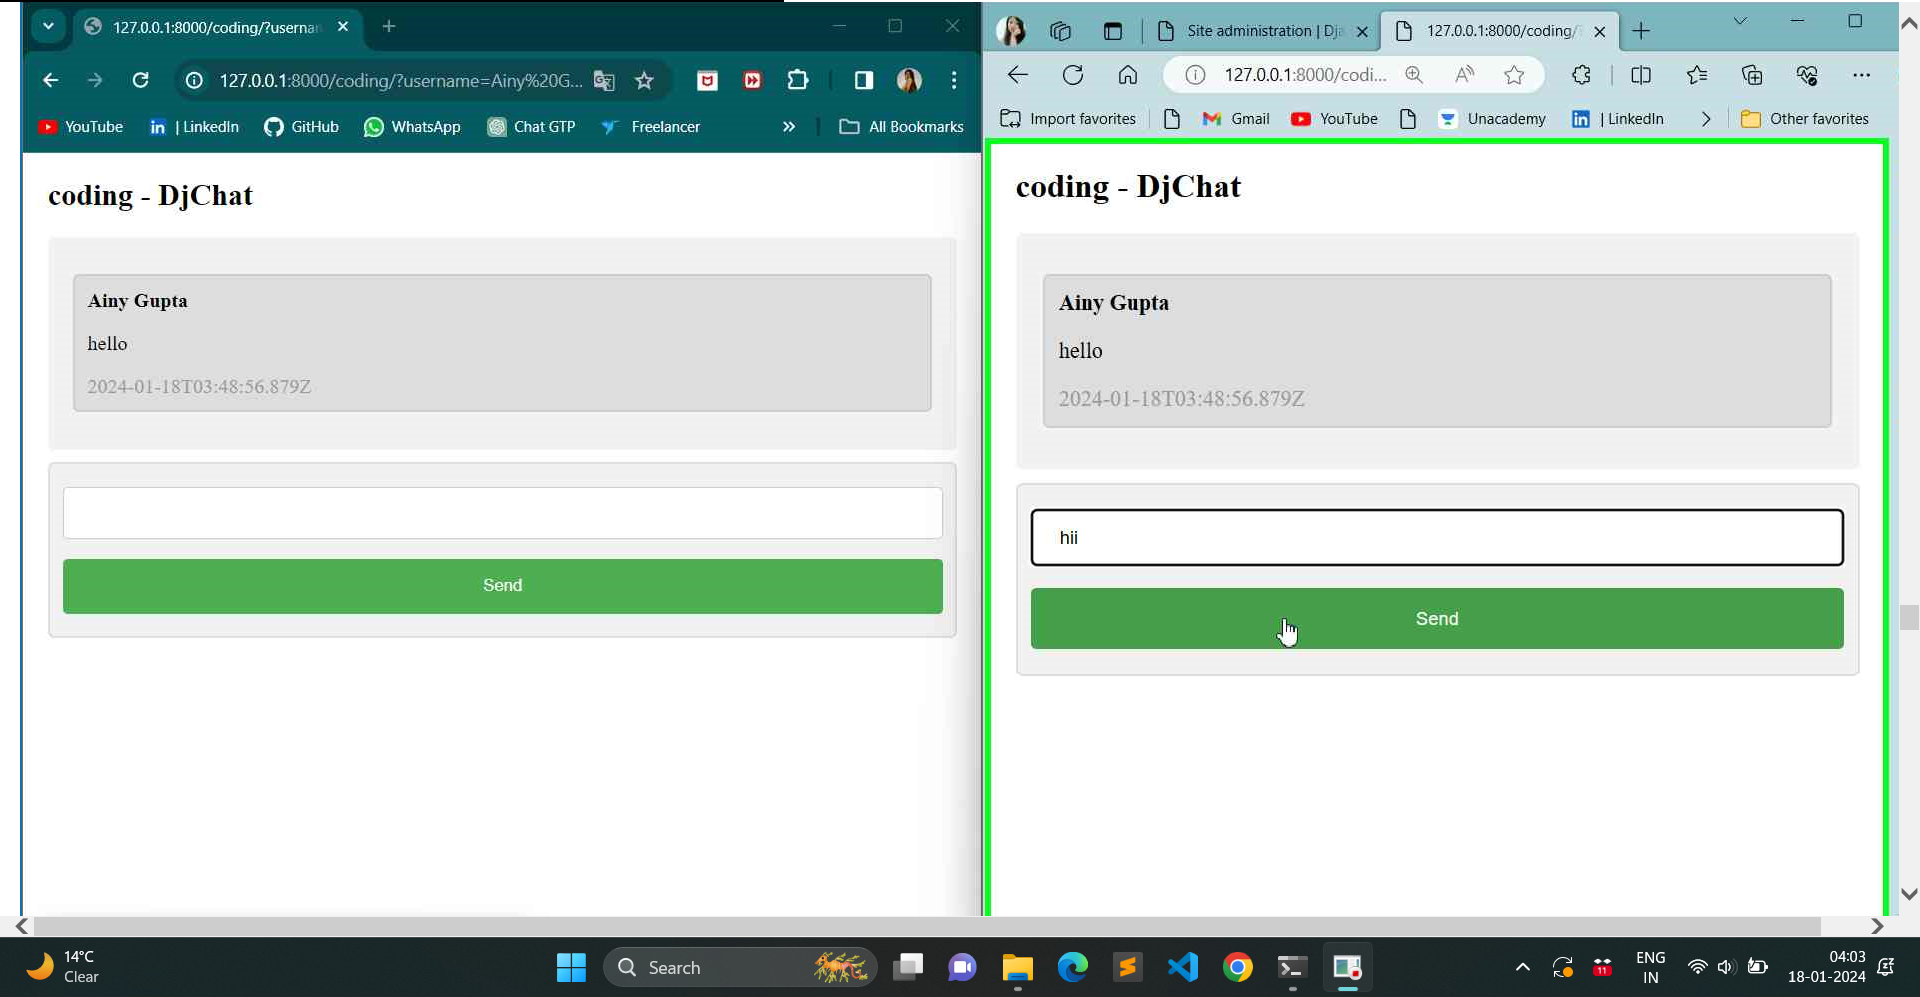 127.0.0.1:8000/coding/?userna
127.0.0.1:8000/coding/?username=Ainy%20G...
YouTube
| LinkedIn
GitHub
WhatsApp
Chat GTP
Freelancer
»
All Bookmarks
coding - DjChat
Ainy Gupta
hello
2024-01-18T03:48:56.879Z
Send
Site administration | Dj
127.0.0.1:8000/coding/
127.0.0.1:8000/codi...
Import favorites
Gmail
YouTube
Unacademy
| LinkedIn
Other favorites
coding - DjChat
Ainy Gupta
hello
2024-01-18T03:48:56.879Z
hii
Send
14°C
Clear
Search
11
ENG
IN
04:03
18-01-2024